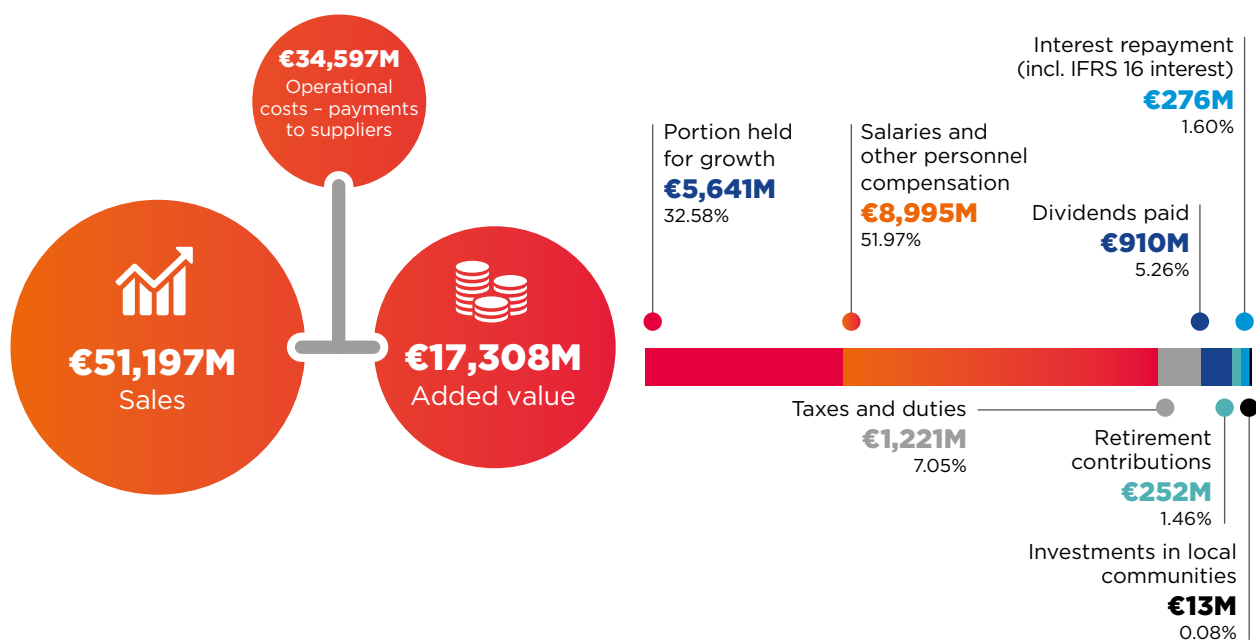 €34,597M
Operational
costs – payments
to suppliers
€51,197M
Sales
€17,308M
Added value
Portion held
for growth
€5,641M
32.58%
Salaries and
other personnel
compensation
€8,995M
51.97%
Interest repayment
(incl. IFRS 16 interest)
€276M
1.60%
Dividends paid
€910M
5.26%
Taxes and duties
€1,221M
7.05%
Retirement
contributions
€252M
1.46%
Investments in local
communities
€13M
0.08%